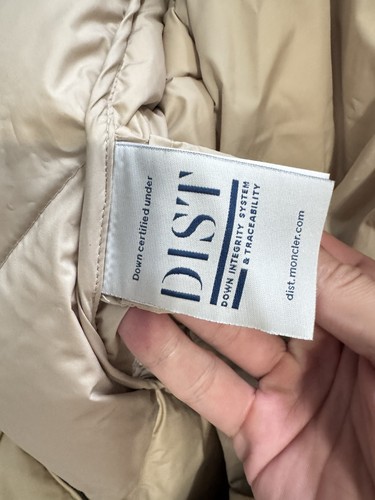 Down certified under
DIST
DOWN INTEGRITY SYSTEM
& TRACEABILITY
dist.moncler.com